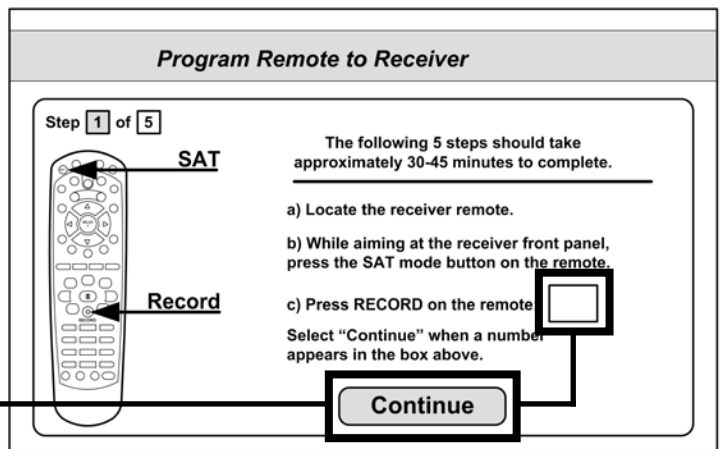 Program Remote to Receiver
Step 1 of 5
SAT
Record
RECORD
The following 5 steps should take
approximately 30-45 minutes to complete.
a) Locate the receiver remote.
b) While aiming at the receiver front panel,
press the SAT mode button on the remote.
c) Press RECORD on the remote
Select “Continue” when a number
appears in the box above.
Continue